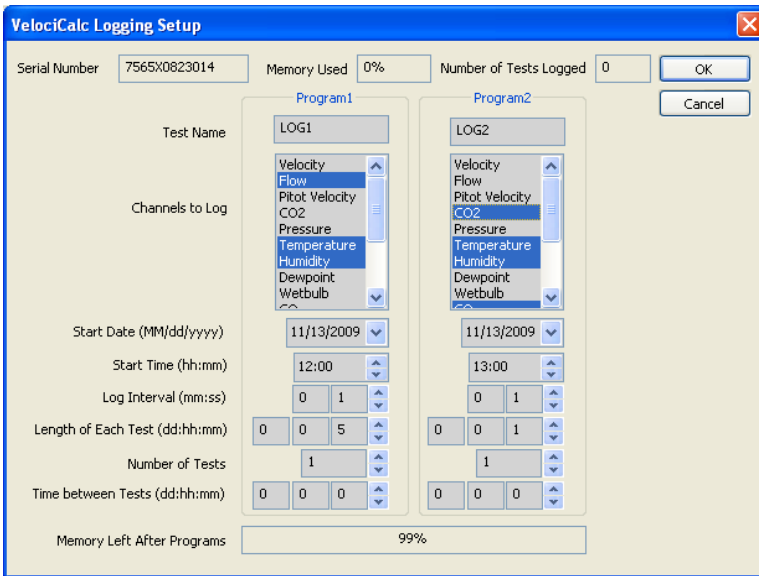 VelociCalc Logging Setup
Serial Number 7565X0823014 Memory Used 0% Number of Tests Logged 0 OK
Cancel
Program1 Program2
Test Name LOG1 LOG2
Channels to Log
Velocity
Flow
Pitot Velocity
CO2
Pressure
Temperature
Humidity
Dewpoint
Wetbulb
CO
Velocity
Flow
Pitot Velocity
CO2
Pressure
Temperature
Humidity
Dewpoint
Wetbulb
CO
Start Date (MM/dd/yyyy) 11/13/2009 11/13/2009
Start Time (hh:mm) 12:00 13:00
Log Interval (mm:ss) 0 1 0 1
Length of Each Test (dd:hh:mm) 0 0 5 0 0 1
Number of Tests 1 1
Time between Tests (dd:hh:mm) 0 0 0 0 0 0
Memory Left After Programs 99%